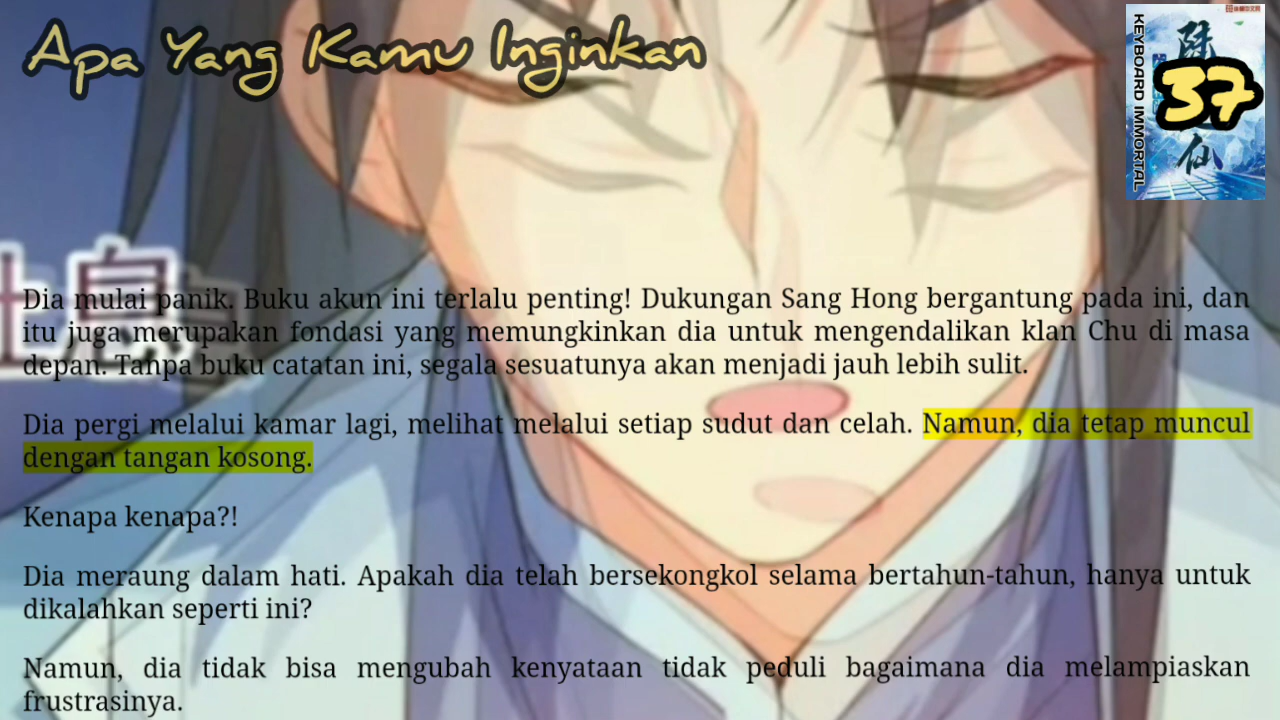 Apa Yang Kamu Inginkan
陆
仙
KEYBOARD IMMORTAL
37
息
Dia mulai panik. Buku akun ini terlalu penting! Dukungan Sang Hong bergantung pada ini, dan
itu juga merupakan fondasi yang memungkinkan dia untuk mengendalikan klan Chu di masa
depan. Tanpa buku catatan ini, segala sesuatunya akan menjadi jauh lebih sulit.
Dia pergi melalui kamar lagi, melihat melalui setiap sudut dan celah. Namun, dia tetap muncul
dengan tangan kosong.
Kenapa kenapa?!
Dia meraung dalam hati. Apakah dia telah bersekongkol selama bertahun-tahun, hanya untuk
dikalahkan seperti ini?
Namun, dia tidak bisa mengubah kenyataan tidak peduli bagaimana dia melampiaskan
frustrasinya.